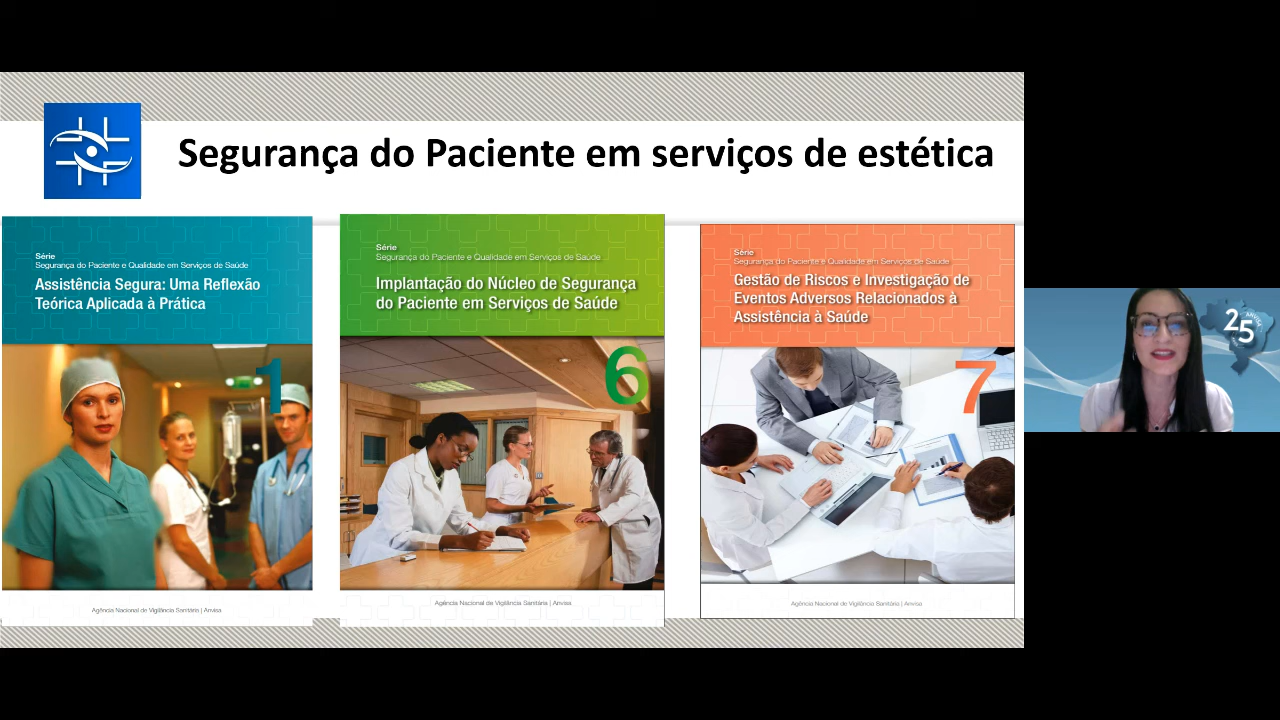 Segurança do Paciente em serviços de estética
Série
Segurança do Paciente e Qualidade em Serviços de Saúde
Assistência Segura: Uma Reflexão
Teórica Aplicada à Prática
1
Agência Nacional de Vigilância Sanitária | Anvisa
Série
Segurança do Paciente e Qualidade em Serviços de Saúde
Implantação do Núcleo de Segurança
do Paciente em Serviços de Saúde
6
Agência Nacional de Vigilância Sanitária | Anvisa
Série
Segurança do Paciente e Qualidade em Serviços de Saúde
Gestão de Riscos e Investigação de
Eventos Adversos Relacionados à
Assistência à Saúde
7
Agência Nacional de Vigilância Sanitária | Anvisa
25